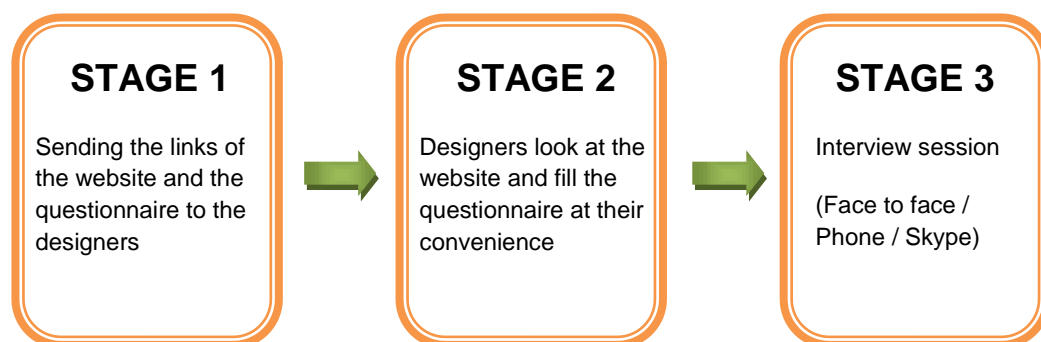 STAGE 1
Sending the links of
the website and the
questionnaire to the
designers
STAGE 2
Designers look at the
website and fill the
questionnaire at their
convenience
STAGE 3
Interview session
(Face to face /
Phone / Skype)